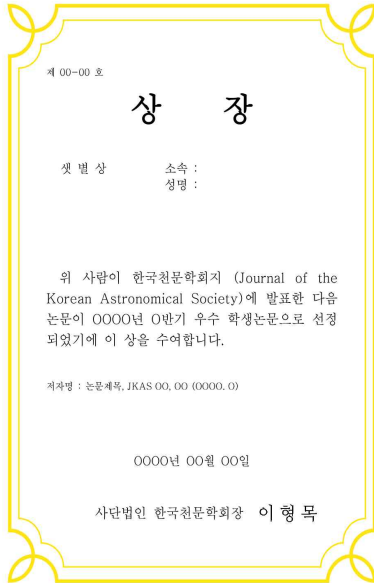 제 00-00 호
상 장
샛별상 소속 :
성명 :
위 사람이 한국천문학회지 (Journal of the
Korean Astronomical Society)에 발표한 다음
논문이 OOOO년 O반기 우수 학생논문으로 선정
되었기에 이 상을 수여합니다.
저자명 : 논문제목, JKAS OO, OO (OOOO. O)
OOOO년 OO월 OO일
사단법인 한국천문학회장 이형목